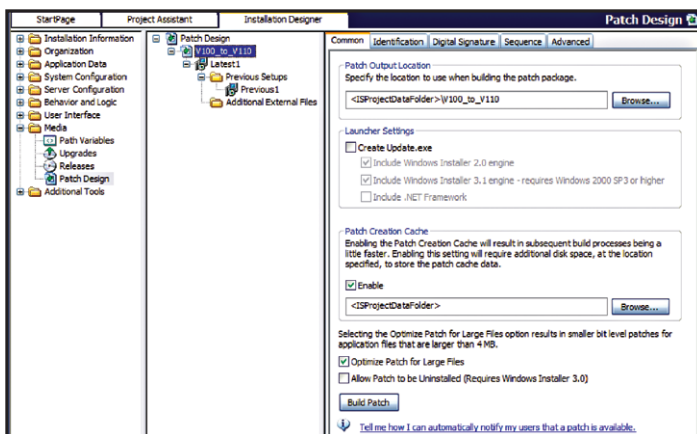 StartPage
Project Assistant
Installation Designer
Patch Design
Installation Information
Organization
Application Data
System Configuration
Server Configuration
Behavior and Logic
User Interface
Media
Path Variables
Upgrades
Releases
Patch Design
Additional Tools
Patch Design
V100_to_V110
Latest1
Previous Setups
Previous1
Additional External Files
Common
Identification
Digital Signature
Sequence
Advanced
Patch Output Location
Specify the location to use when building the patch package.
<ISProjectDataFolder>\V100_to_V110
Browse...
Launcher Settings
Create Update.exe
Include Windows Installer 2.0 engine
Include Windows Installer 3.1 engine - requires Windows 2000 SP3 or higher
Include .NET Framework
Patch Creation Cache
Enabling the Patch Creation Cache will result in subsequent build processes being a
little faster. Enabling this setting will require additional disk space, at the location
specified, to store the patch cache data.
Enable
<ISProjectDataFolder>
Browse...
Selecting the Optimize Patch for Large Files option results in smaller bit level patches for
application files that are larger than 4 MB.
Optimize Patch for Large Files
Allow Patch to be Uninstalled (Requires Windows Installer 3.0)
Build Patch
Tell me how I can automatically notify my users that a patch is available.